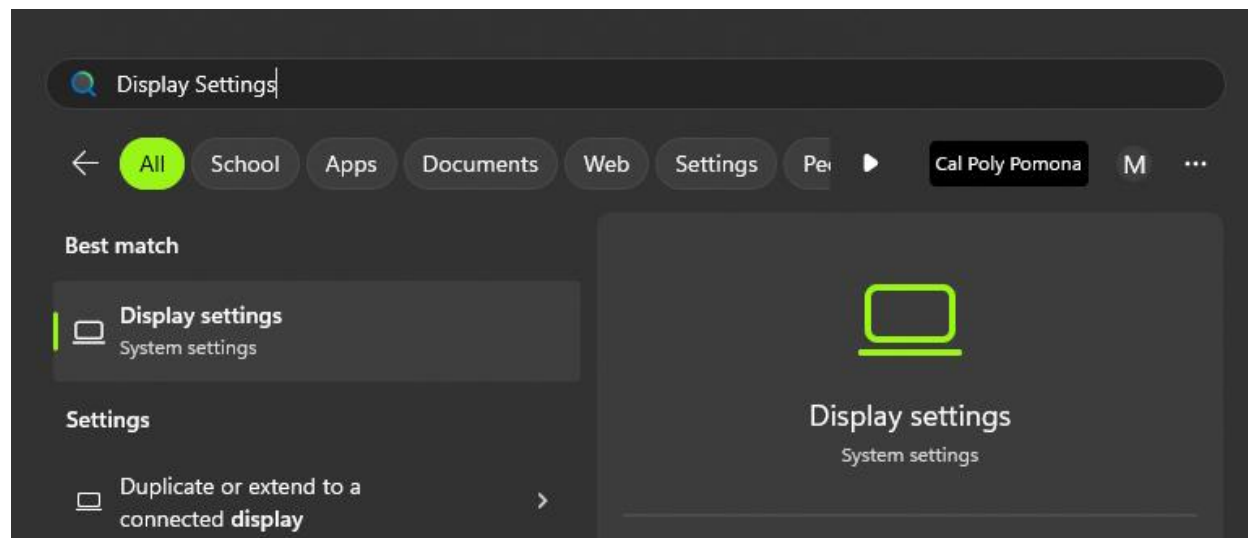 Display Settings
All School Apps Documents Web Settings Cal Poly Pomona M ...
Best match
Display settings
System settings
Settings
Duplicate or extend to a
connected display
Display settings
System settings